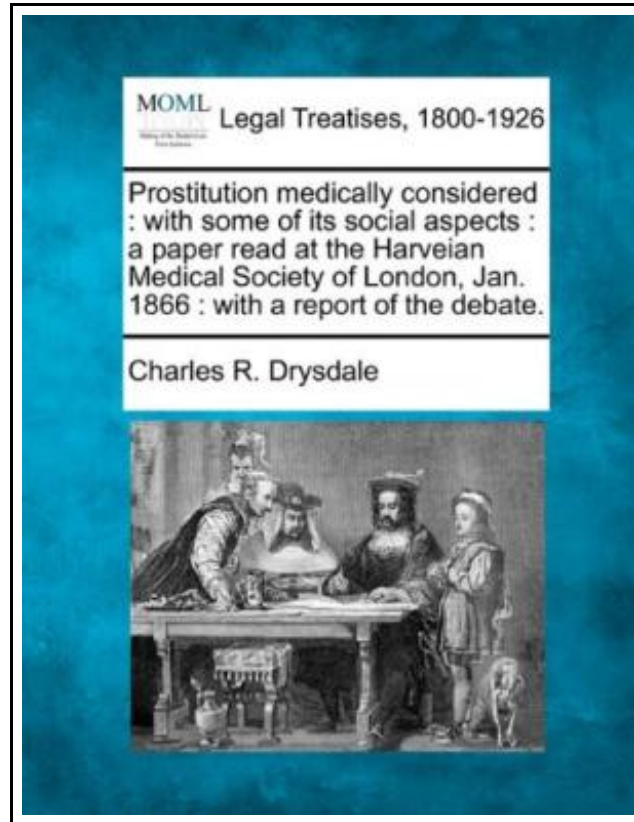 MOML
Legal Treatises, 1800-1926
Prostitution medically considered
: with some of its social aspects :
a paper read at the Harveian
Medical Society of London, Jan.
1866 : with a report of the debate.
Charles R. Drysdale